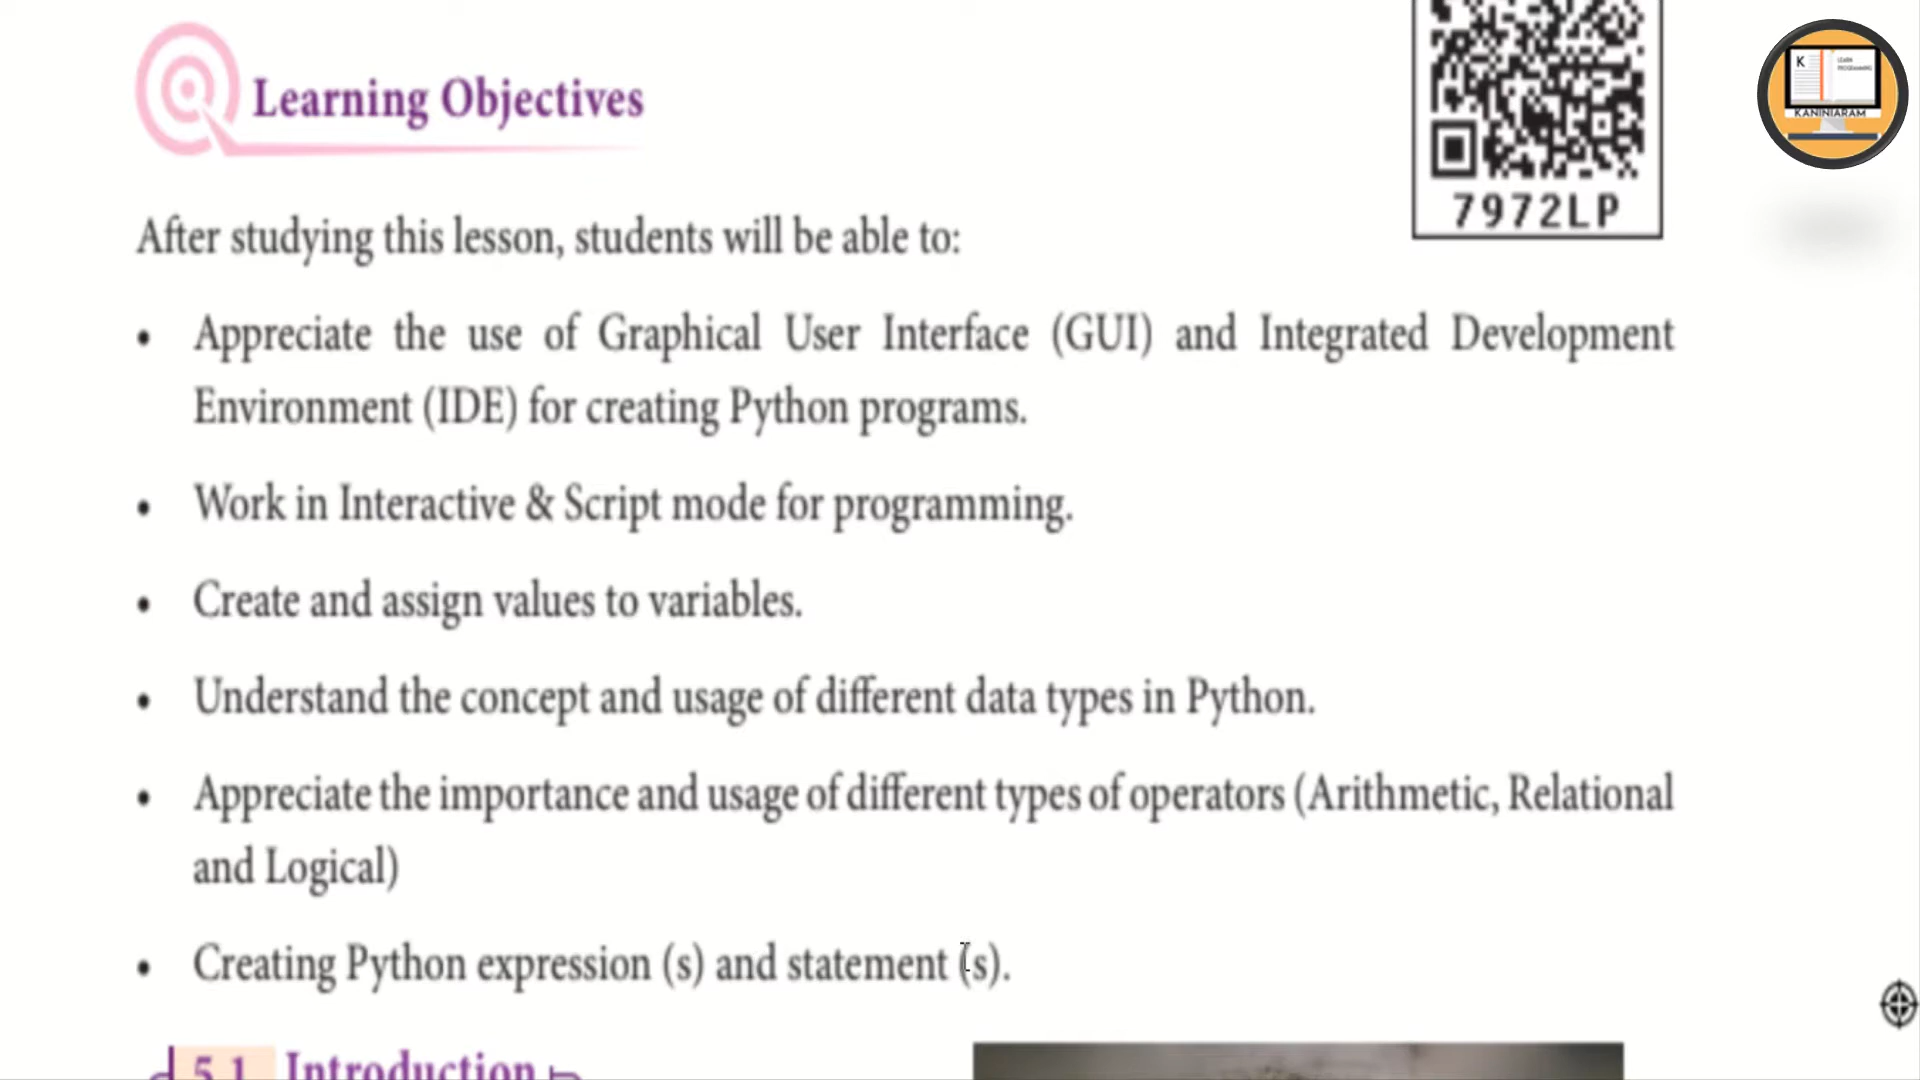 K
LEARN
PROGRAMMING
KANINIARAM
Learning Objectives
7972LP
After studying this lesson, students will be able to:
• Appreciate the use of Graphical User Interface (GUI) and Integrated Development
Environment (IDE) for creating Python programs.
• Work in Interactive & Script mode for programming.
• Create and assign values to variables.
• Understand the concept and usage of different data types in Python.
• Appreciate the importance and usage of different types of operators (Arithmetic, Relational
and Logical)
• Creating Python expression (s) and statement (s).
5.1 Introduction